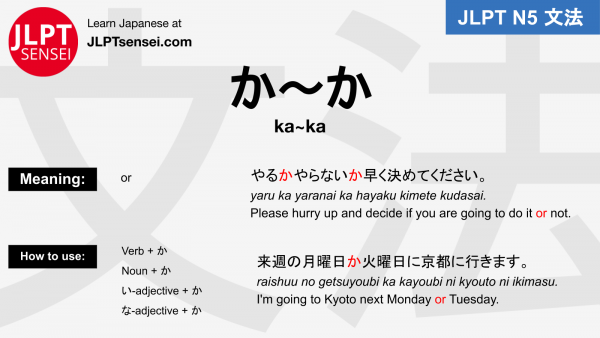 JLPT
SENSEI
Learn Japanese at
JLPTsensei.com
JLPT N5 文法
文法
か～か
ka~ka
Meaning:
or
やるかやらないか早く決めてください。
yaru ka yaranai ka hayaku kimete kudasai.
Please hurry up and decide if you are going to do it or not.
How to use:
Verb + か
Noun + か
い-adjective + か
な-adjective + か
来週の月曜日か火曜日に京都に行きます。
raishuu no getsuyoubi ka kayoubi ni kyouto ni ikimasu.
I'm going to Kyoto next Monday or Tuesday.